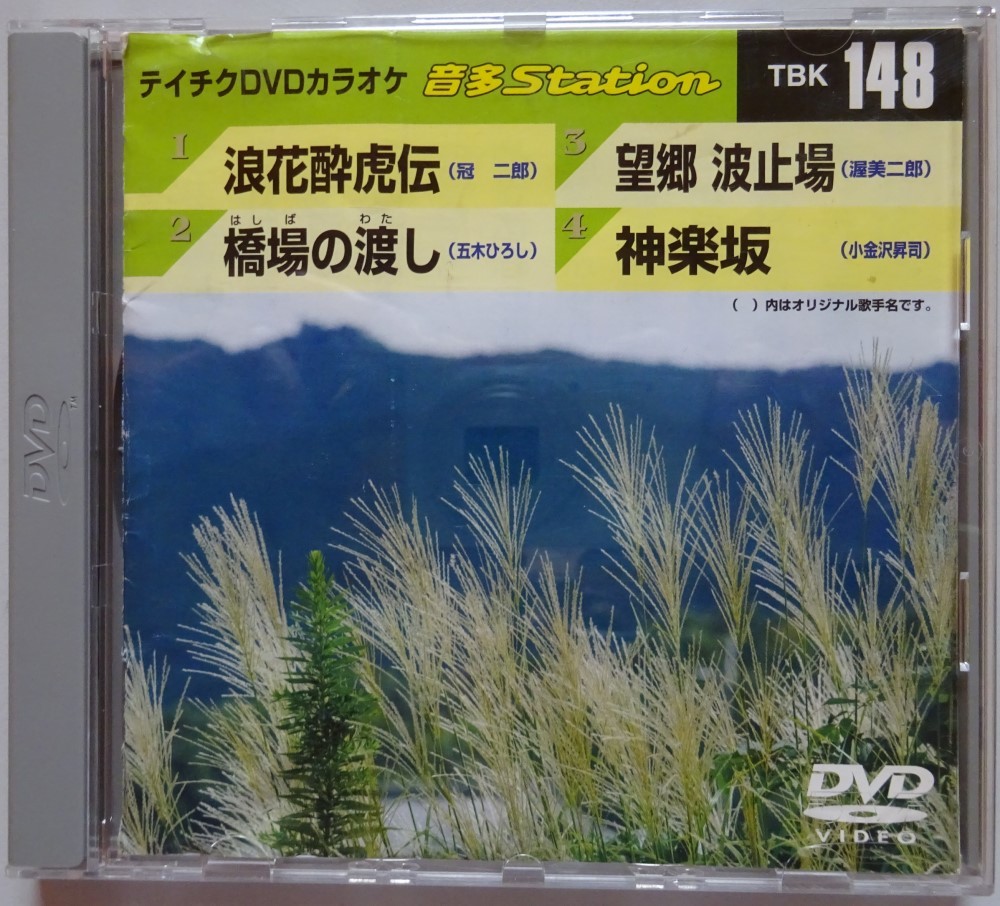 テイチクDVDカラオケ 音多Station TBK 148
1 浪花酔虎伝(冠 二郎)
はしば わた
2 橋場の渡し(五木ひろし)
3 望郷 波止場(渥美二郎)
4 神楽坂 (小金沢昇司)
( )内はオリジナル歌手名です。
DVD™
DVD
VIDEO